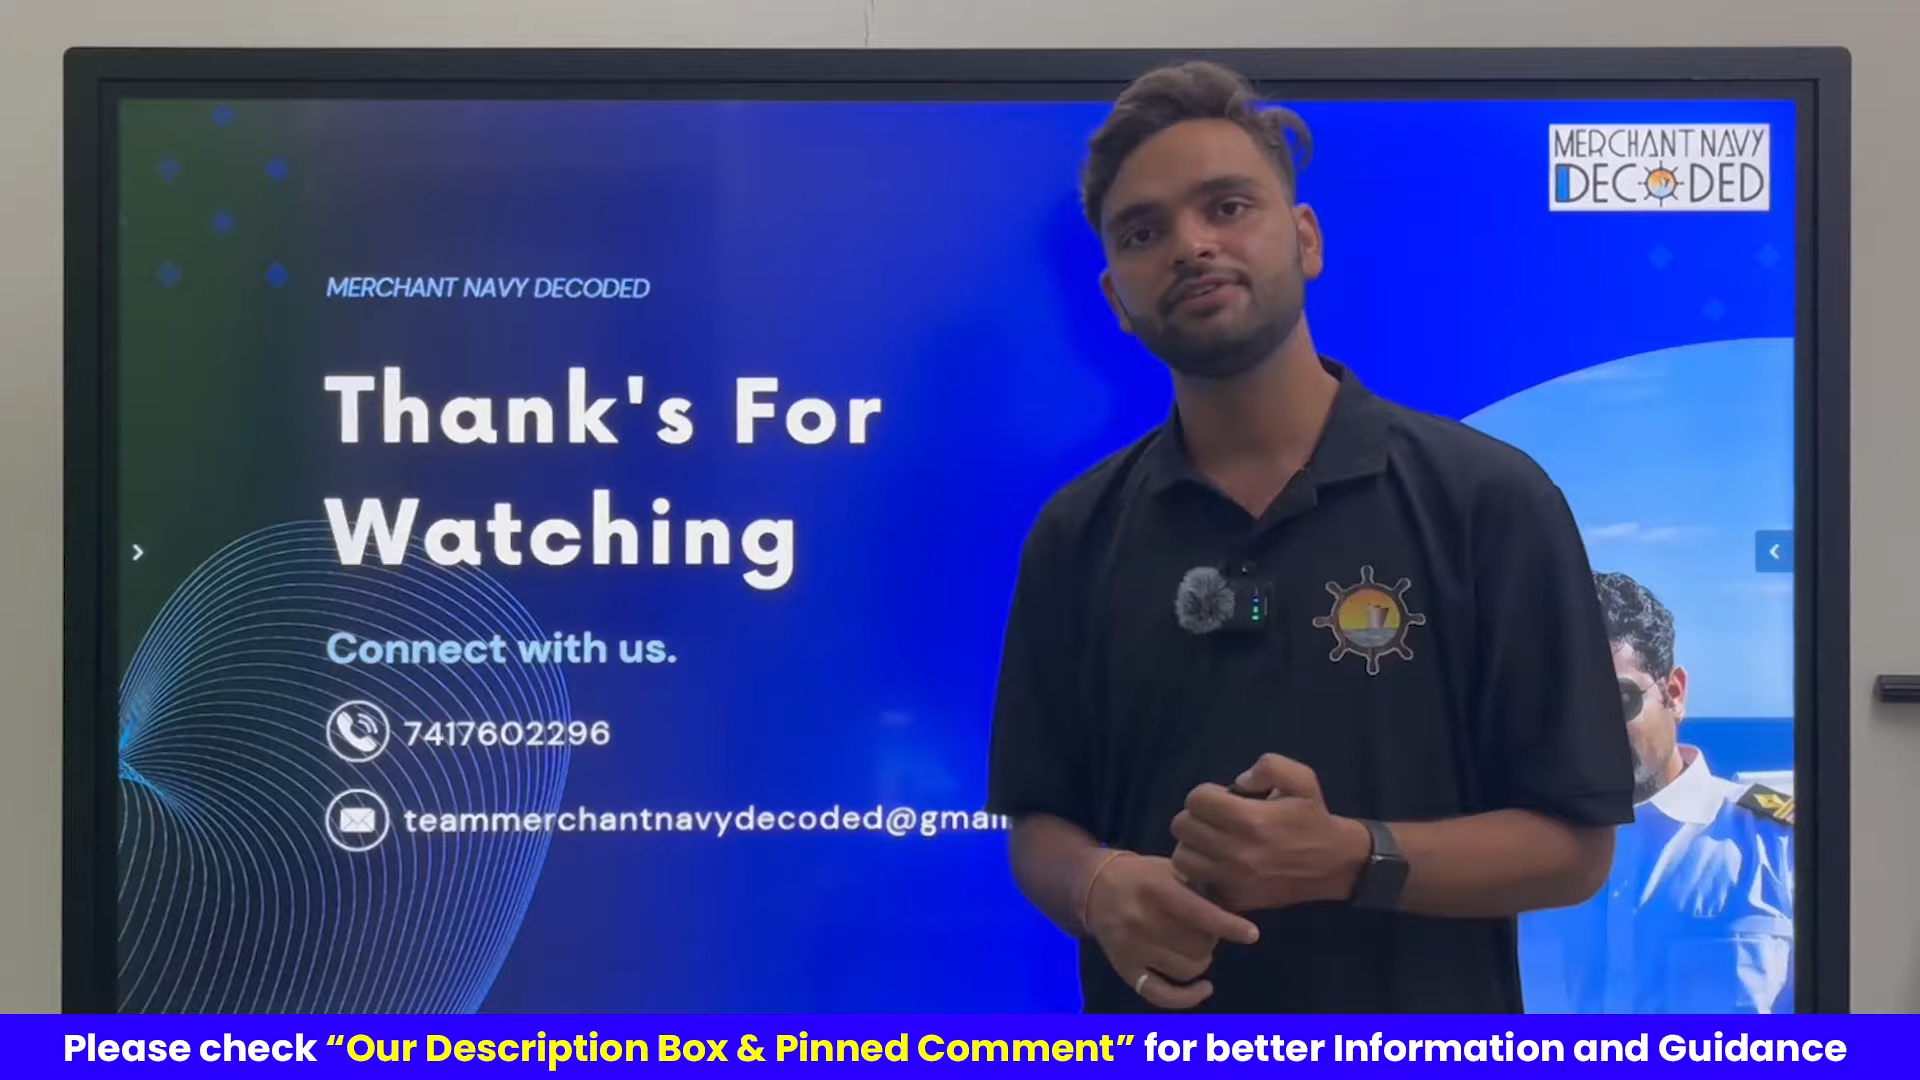 MERCHANT NAVY
DECODED
MERCHANT NAVY DECODED
Thank's For
Watching
Connect with us.
7417602296
teammerchantnavydecoded@gmail
Please check “Our Description Box & Pinned Comment” for better Information and Guidance